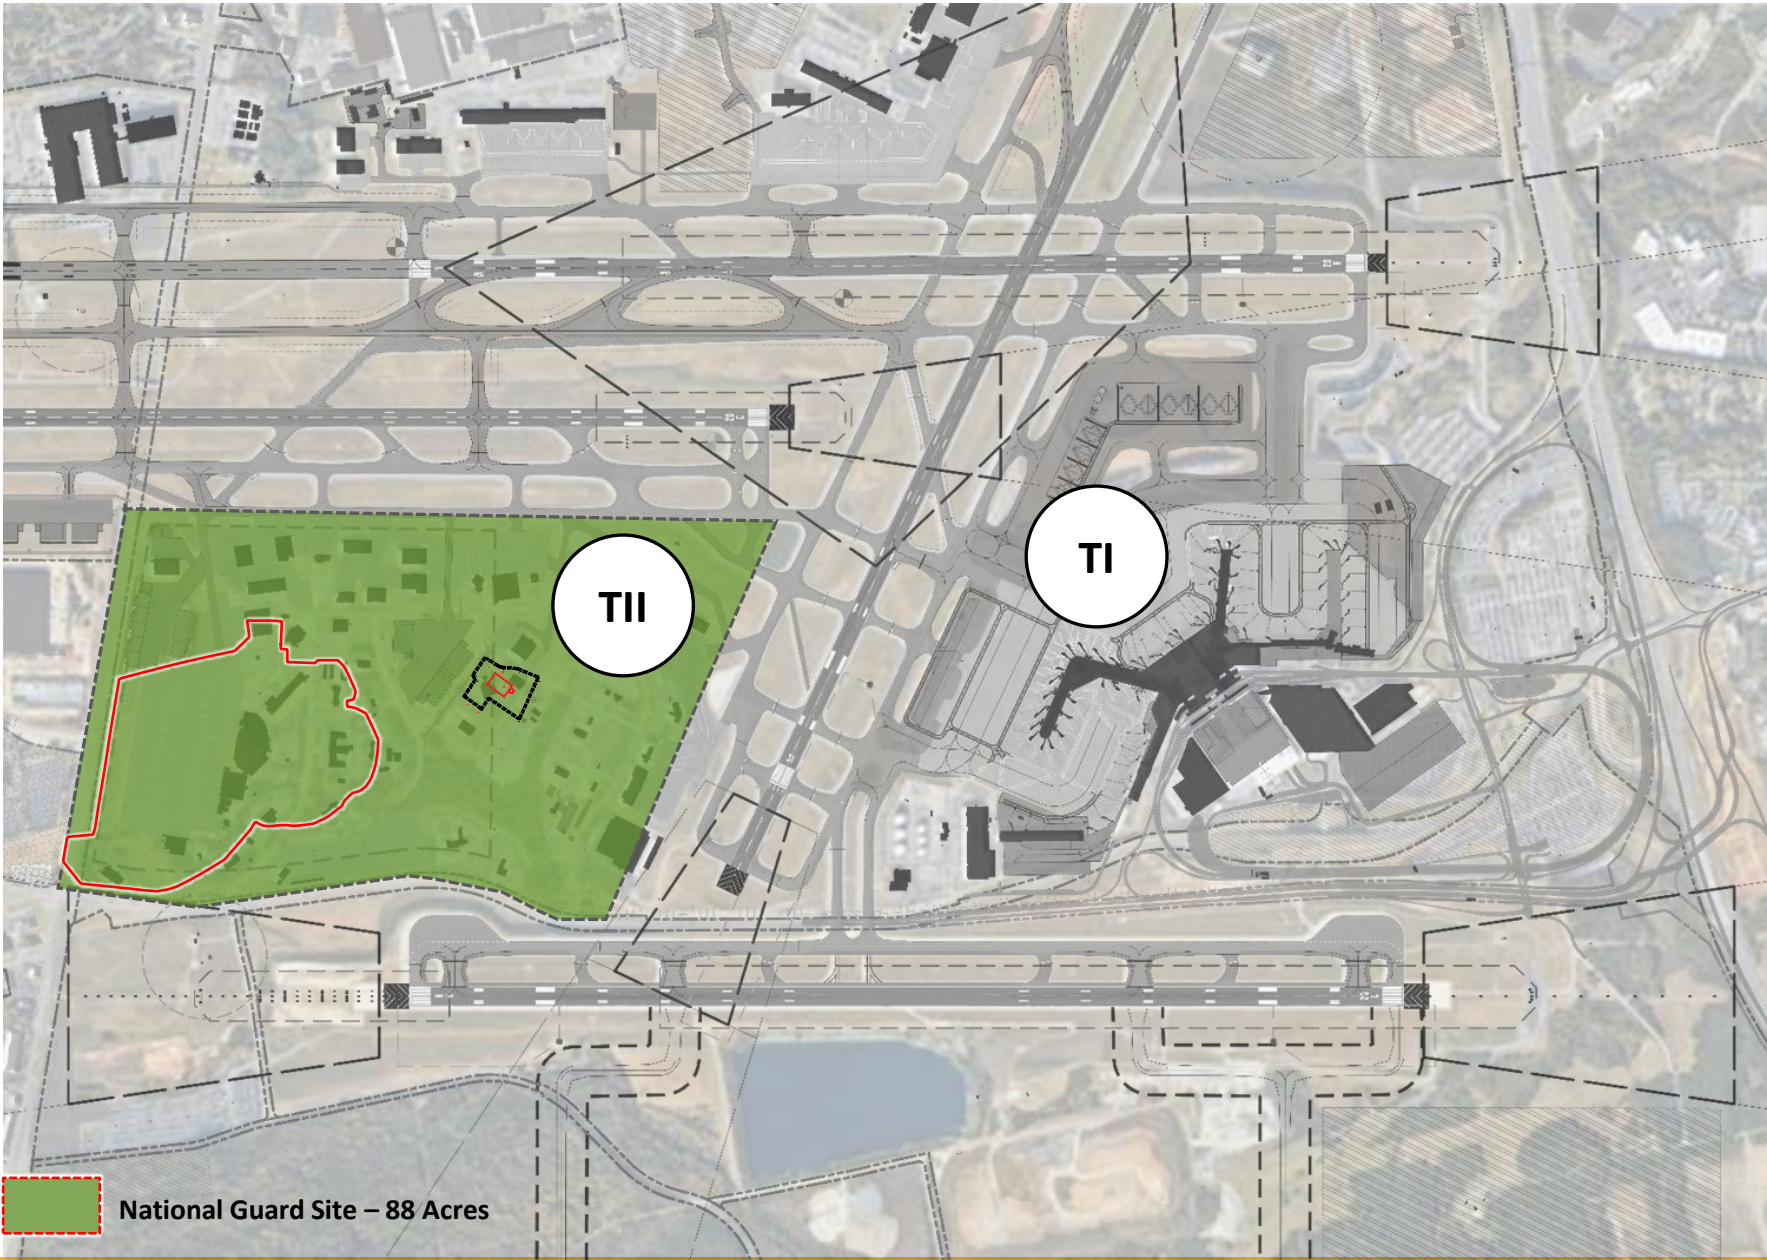 TI
TII
National Guard Site – 88 Acres